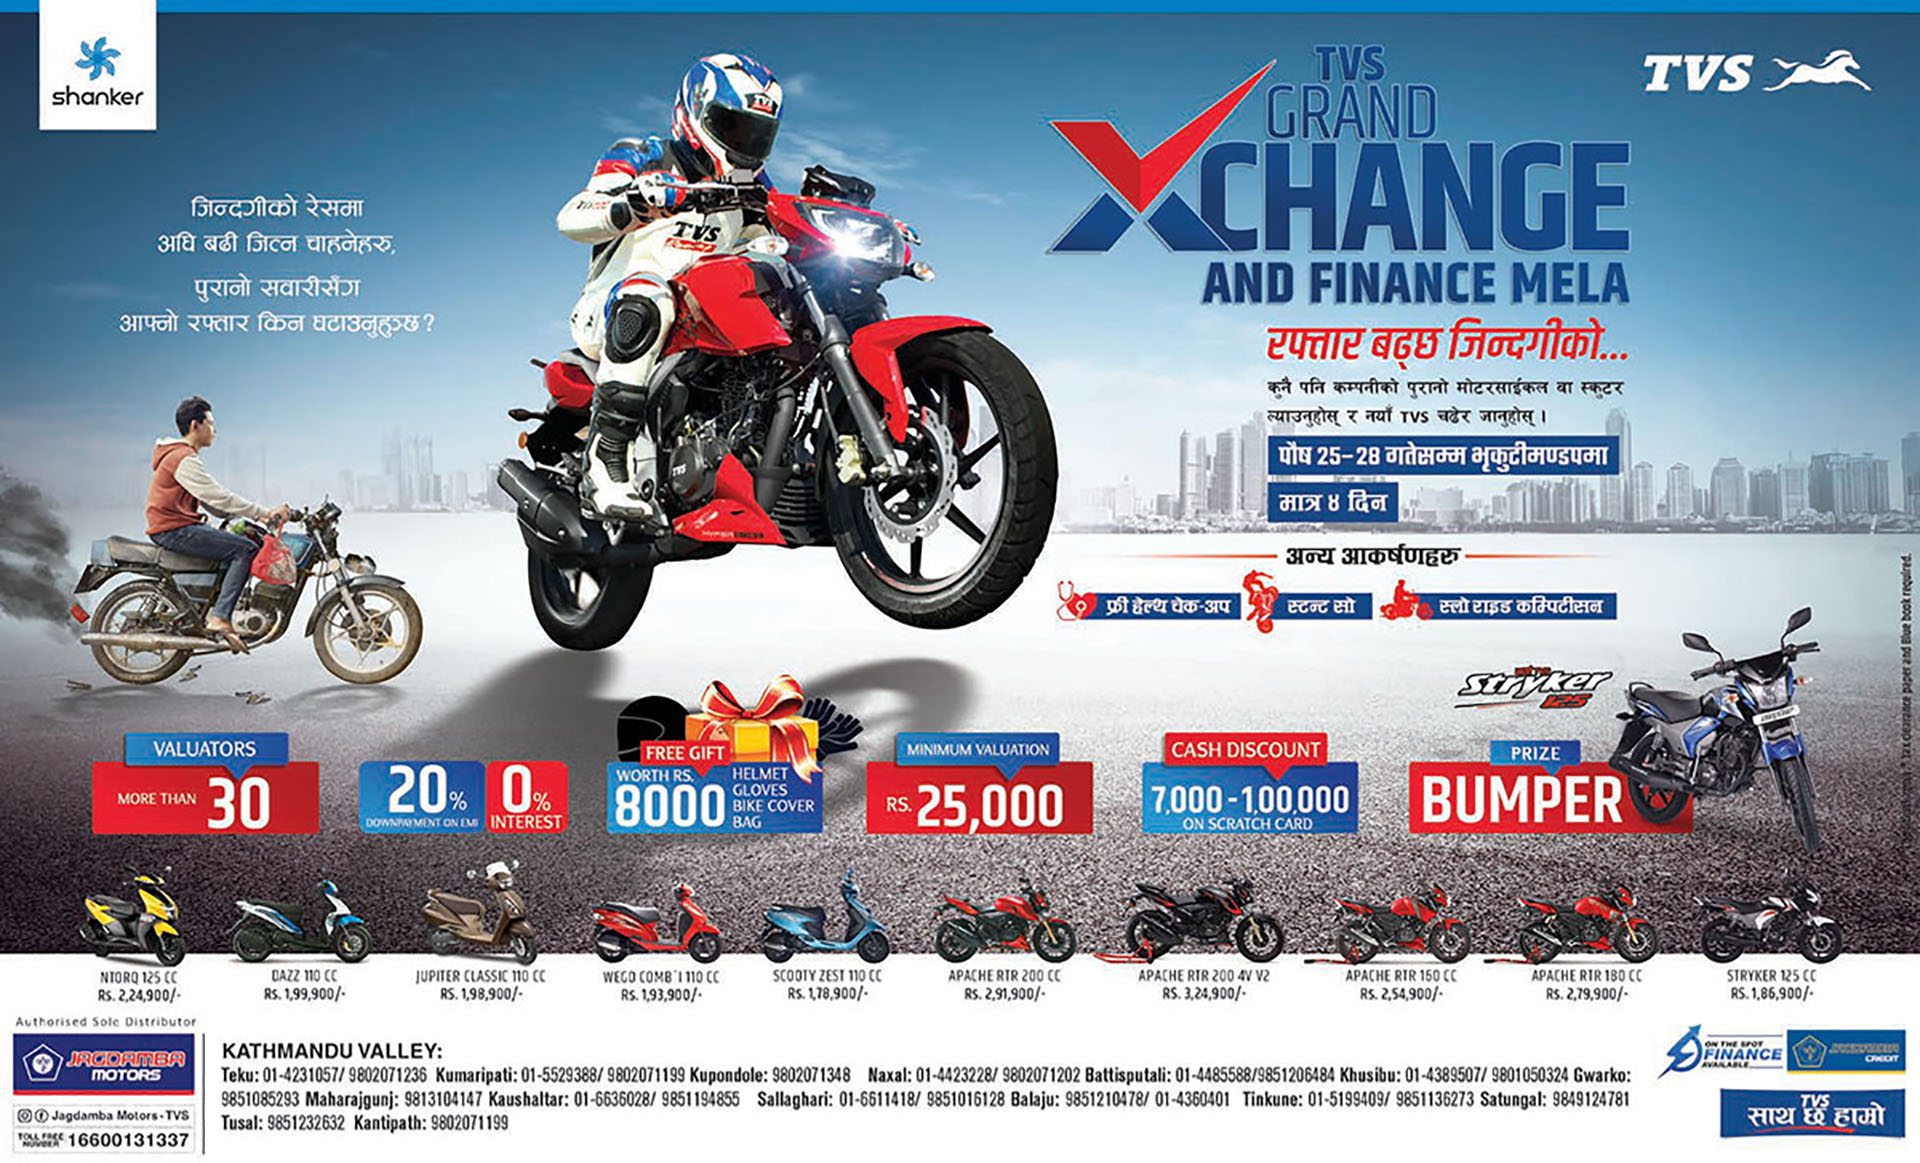 shanker
TVS
TVS
GRAND
XCHANGE
AND FINANCE MELA
जिन्दगीको रेसमा
अघि बढी जित्न चाहनेहरु,
पुरानो सवारीसँग
आफ्नो रफ्तार किन घटाउनुहुन्छ?
रफ्तार बढ्छ जिन्दगीको...
कुनै पनि कम्पनीको पुरानो मोटरसाईकल वा स्कुटर
ल्याउनुहोस् र नयाँ TVS चढेर जानुहोस् ।
पौष 25-28 गतेसम्म भृकुटीमण्डपमा
मात्र ४ दिन
अन्य आकर्षणहरु
फ्री हेल्थ चेक-अप
स्टन्ट सो
स्लो राइड कम्पिटीसन
Stryker
125
VALUATORS
MORE THAN 30
20%
DOWNPAYMENT ON EMI
0%
INTEREST
FREE GIFT
WORTH RS.
8000
HELMET
GLOVES
BIKE COVER
BAG
MINIMUM VALUATION
RS. 25,000
CASH DISCOUNT
7,000 -1,00,000
ON SCRATCH CARD
PRIZE
BUMPER
Tax clearance paper and Blue book required.
NTORQ 125 CC
RS. 2,24,900/-
DAZZ 110 CC
RS. 1,99,900/-
JUPITER CLASSIC 110 CC
RS. 1,98,900/-
WEGO COMB`I 110 CC
RS. 1,93,900/-
SCOOTY ZEST 110 CC
RS. 1,78,900/-
APACHE RTR 200 CC
RS. 2,91,900/-
APACHE RTR 200 4V V2
RS. 3,24,900/-
APACHE RTR 150 CC
RS. 2,54,900/-
APACHE RTR 180 CC
RS. 2,79,900/-
STRYKER 125 CC
RS. 1,86,900/-
Authorised Sole Distributor
JAGDAMBA
MOTORS
Jagdamba Motors-TVS
TOLL FREE NUMBER 16600131337
KATHMANDU VALLEY:
Teku: 01-4231057/ 9802071236 Kumaripati: 01-5529388/ 9802071199 Kupondole: 9802071348 Naxal: 01-4423228/ 9802071202 Battisputali: 01-4485588/9851206484 Khusibu: 01-4389507/ 9801050324 Gwarko:
9851085293 Maharajgunj: 9813104147 Kaushaltar: 01-6636028/ 9851194855 Sallaghari: 01-6611418/ 9851016128 Balaju: 9851210478/ 01-4360401 Tinkune: 01-5199409/ 9851136273 Satungal: 9849124781
Tusal: 9851232632 Kantipath: 9802071199
ON THE SPOT
FINANCE
AVAILABLE
JAGDAMBA
CREDIT
TVS
साथ छ हाम्रो